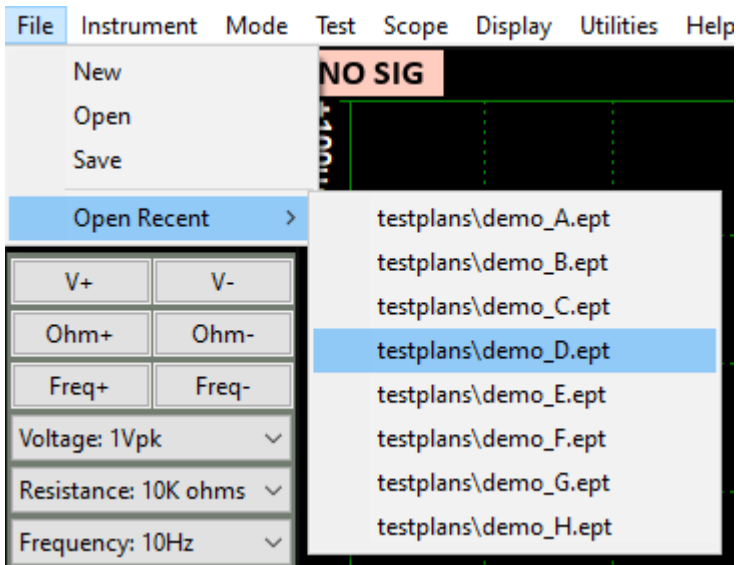 File Instrument Mode Test Scope Display Utilities Help
New
NO SIG
Open
Save
Open Recent >
testplans\demo_A.ept
testplans\demo_B.ept
testplans\demo_C.ept
testplans\demo_D.ept
testplans\demo_E.ept
testplans\demo_F.ept
testplans\demo_G.ept
testplans\demo_H.ept
V+ V-
Ohm+ Ohm-
Freq+ Freq-
Voltage: 1Vpk
Resistance: 10K ohms
Frequency: 10Hz